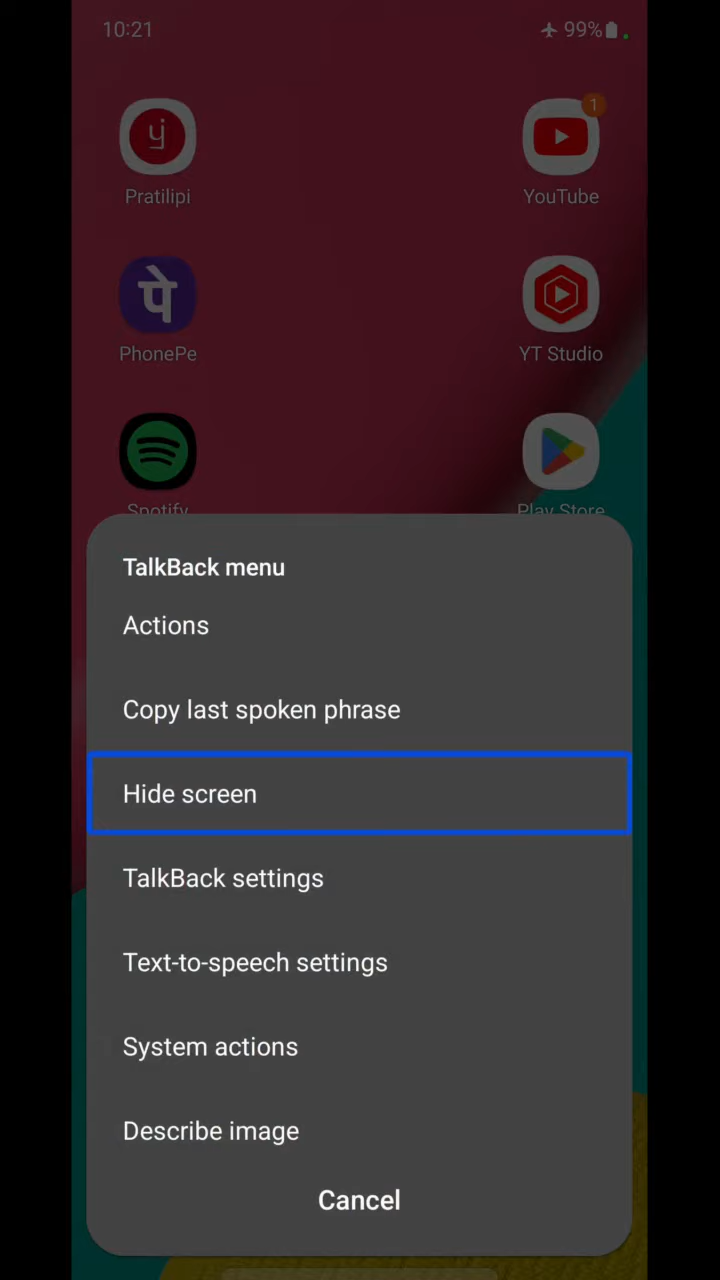 10:21 99%
1
Pratilipi YouTube
पे
PhonePe YT Studio
Spotify Play Store
TalkBack menu
Actions
Copy last spoken phrase
Hide screen
TalkBack settings
Text-to-speech settings
System actions
Describe image
Cancel